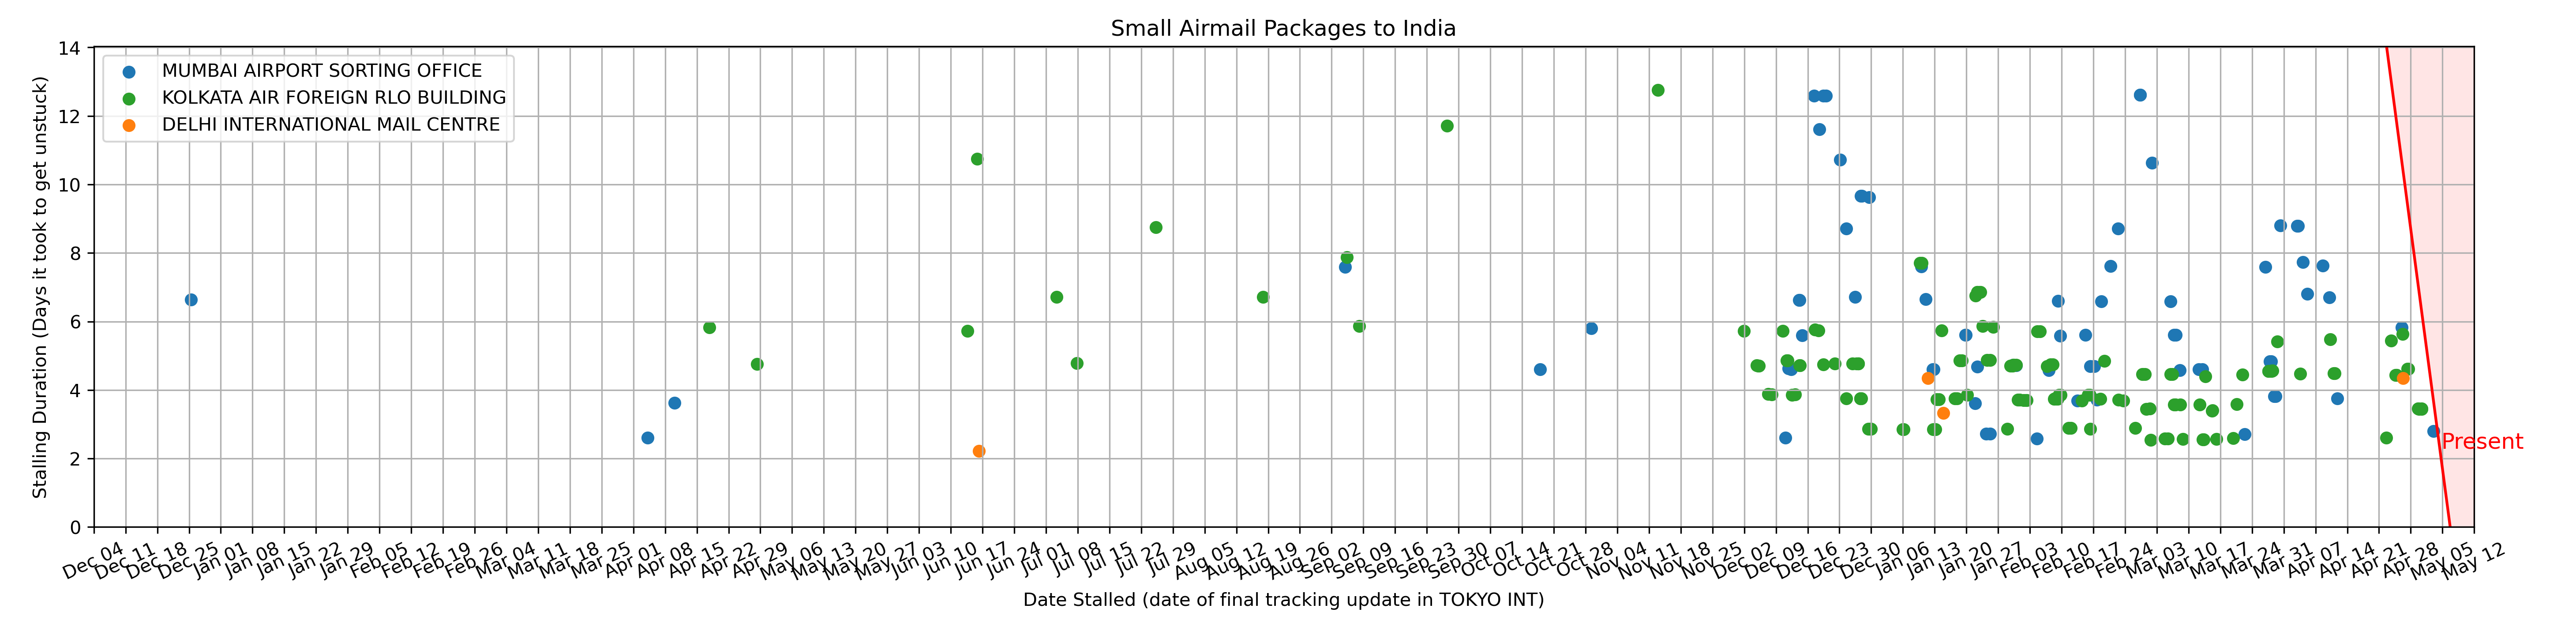 Small Airmail Packages to India
MUMBAI AIRPORT SORTING OFFICE
KOLKATA AIR FOREIGN RLO BUILDING
DELHI INTERNATIONAL MAIL CENTRE
Stalling Duration (Days it took to get unstuck)
14
12
10
8
6
4
2
0
Present
Dec 04
Dec 11
Dec 18
Dec 25
Jan 01
Jan 08
Jan 15
Jan 22
Jan 29
Feb 05
Feb 12
Feb 19
Feb 26
Mar 04
Mar 11
Mar 18
Mar 25
Apr 01
Apr 08
Apr 15
Apr 22
Apr 29
May 06
May 13
May 20
May 27
Jun 03
Jun 10
Jun 17
Jun 24
Jul 01
Jul 08
Jul 15
Jul 22
Jul 29
Aug 05
Aug 12
Aug 19
Aug 26
Sep 02
Sep 09
Sep 16
Sep 23
Sep 30
Oct 07
Oct 14
Oct 21
Oct 28
Nov 04
Nov 11
Nov 18
Nov 25
Dec 02
Dec 09
Dec 16
Dec 23
Dec 30
Jan 06
Jan 13
Jan 20
Jan 27
Feb 03
Feb 10
Feb 17
Feb 24
Mar 03
Mar 10
Mar 17
Mar 24
Mar 31
Apr 07
Apr 14
Apr 21
Apr 28
May 05
May 12
Date Stalled (date of final tracking update in TOKYO INT)